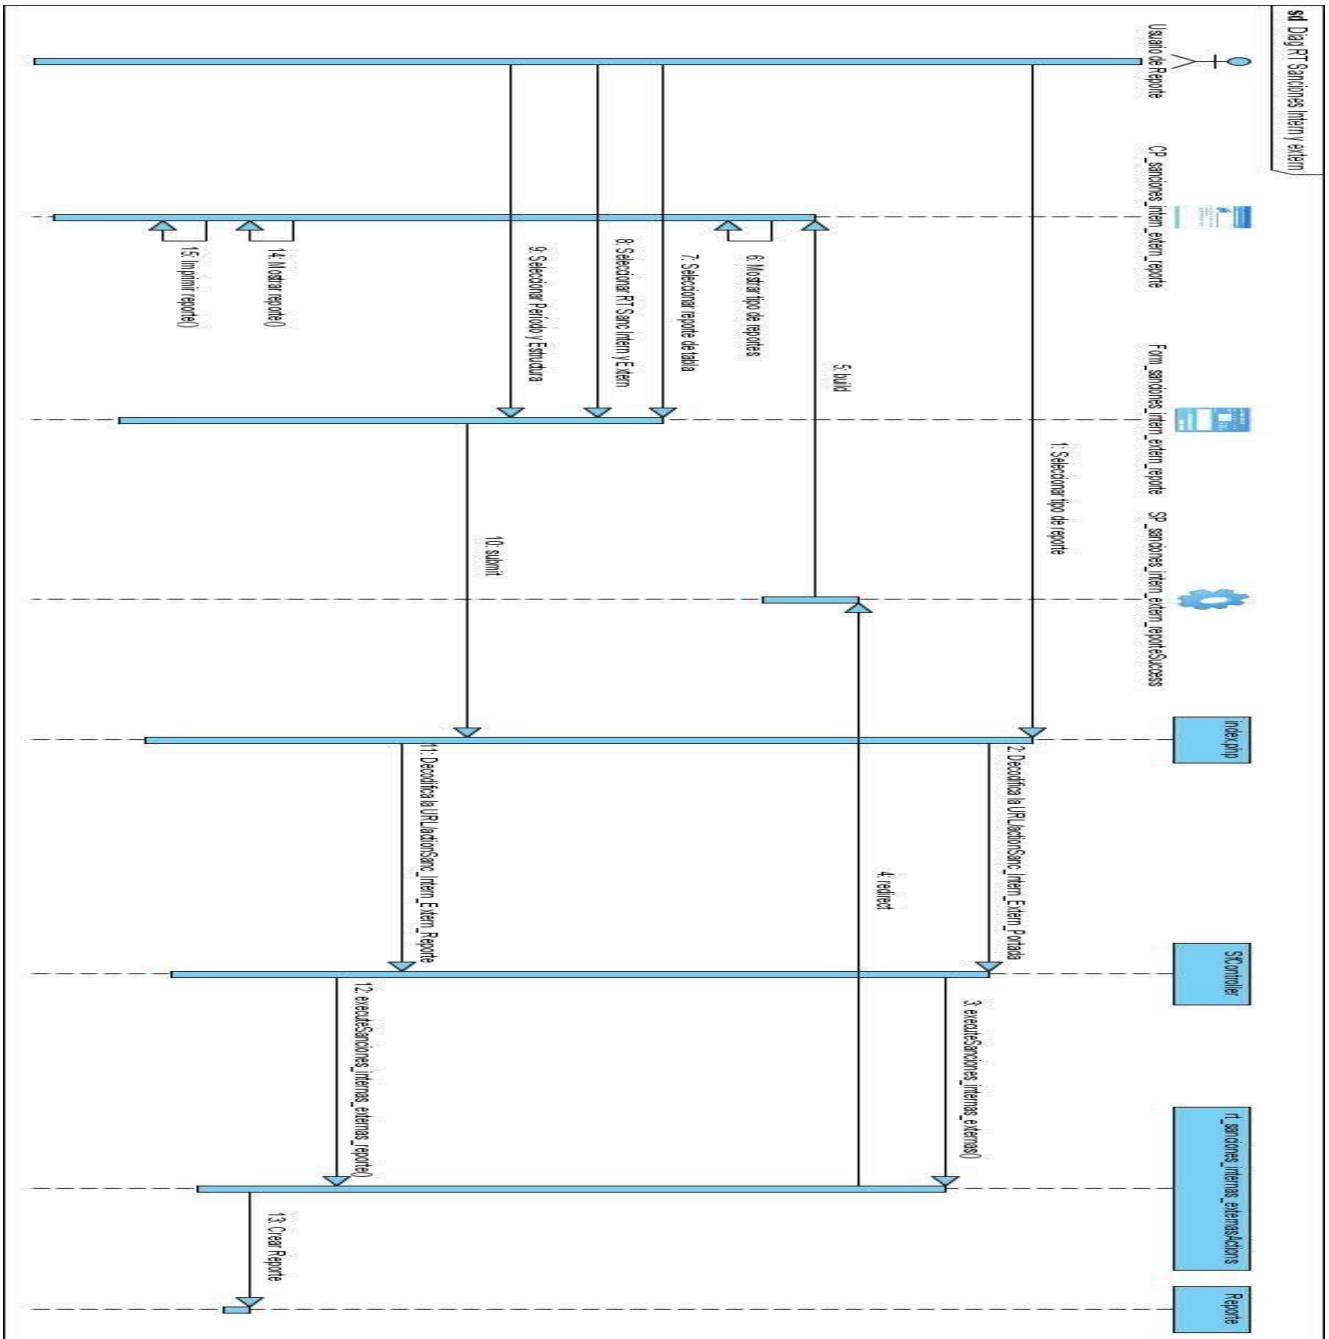 sd Diag RT Sanciones Intern y extern
Usuario de Reporte
CP_sanciones_intern_extern_reporte
Form_sanciones_intern_extern_reporte
SP_sanciones_intern_extern_reporteSuccess
index.php
SfController
rt_sanciones_internas_externasActions
Reporte
1: Seleccionar tipo de reporte
2: Decodifica la URL/actionSanc_Intern_Extern_Portada
3: executeSanciones_internas_externas()
4: redirect
5: build
6: Mostrar tipo de reportes
7: Seleccionar reporte de tabla
8: Seleccionar RT Sanc Intern y Extern
9: Seleccionar Período y Estructura
10: submit
11: Decodifica la URL/actionSanc_Intern_Extern_Reporte
12: executeSanciones_internas_externas_reporte()
13: Crear Reporte
14: Mostrar reporte()
15: Imprimir reporte()